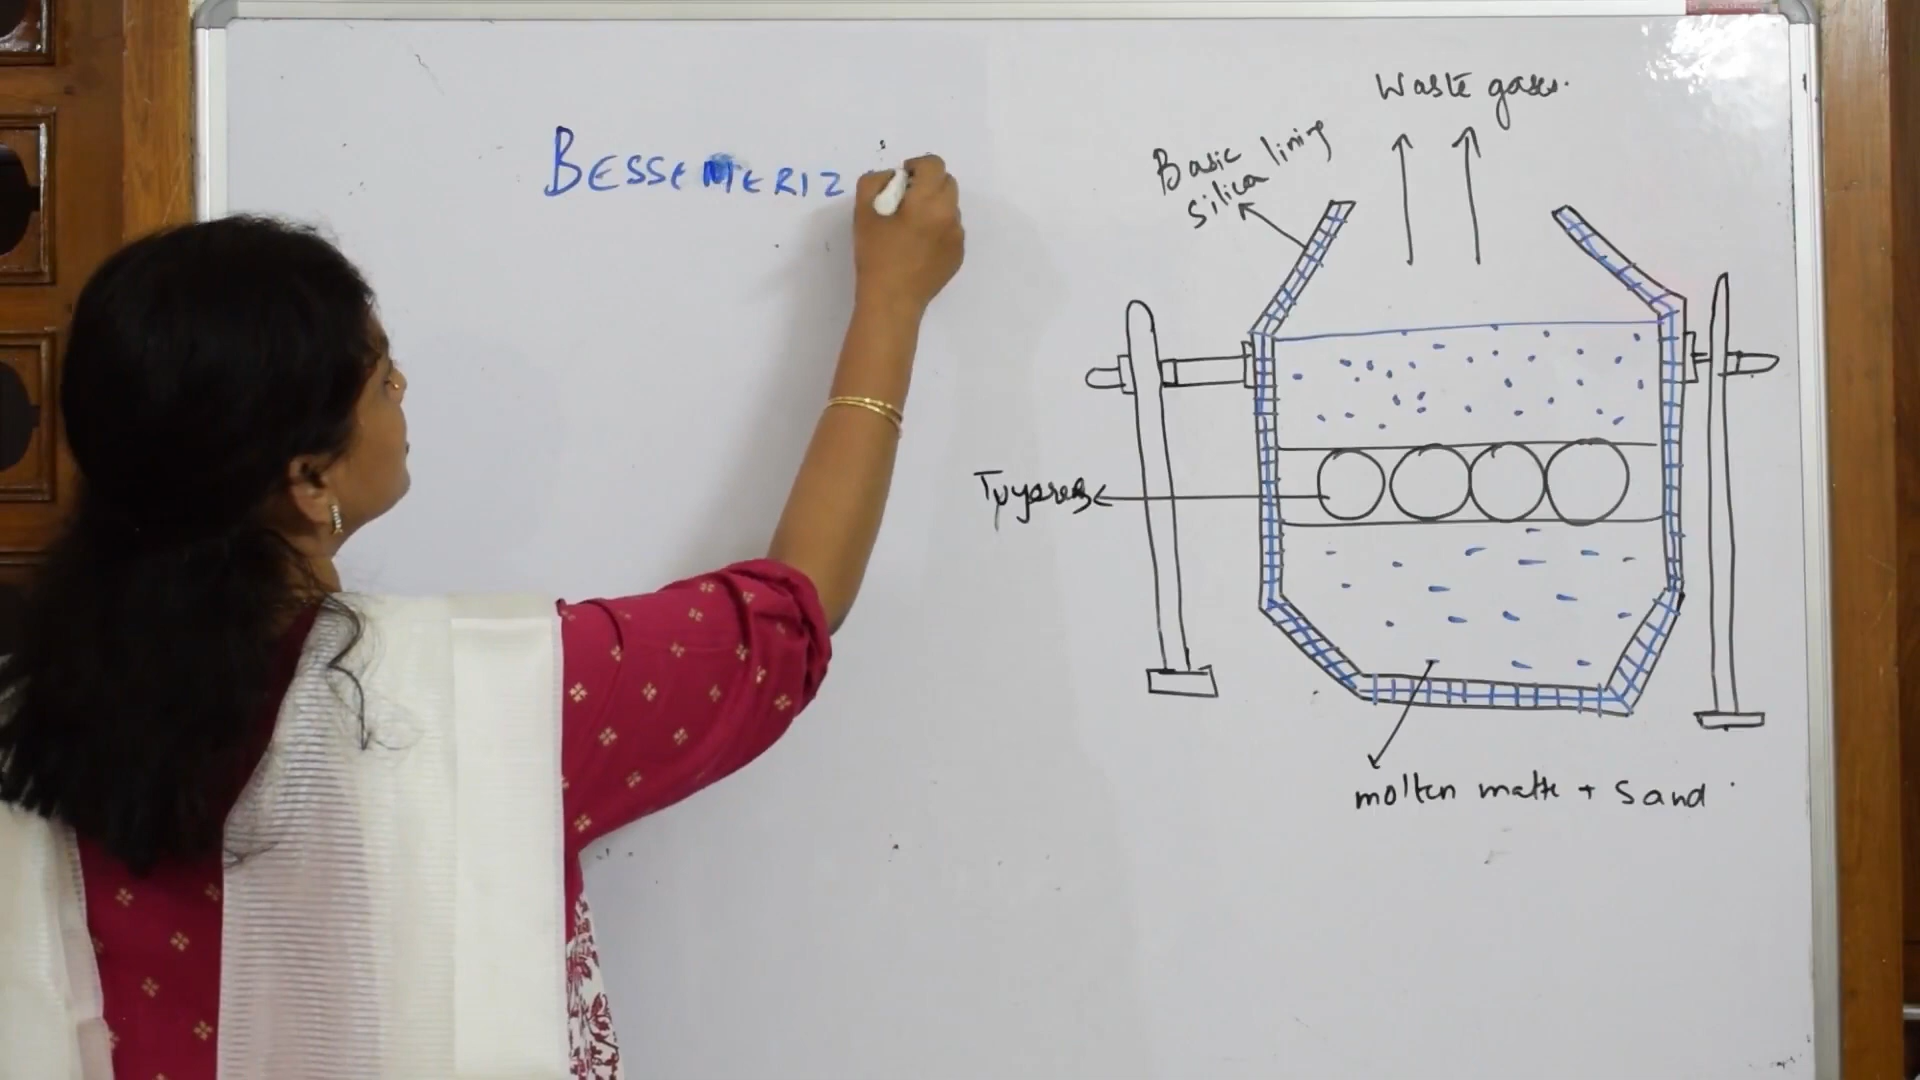 BESSEMERIZ
Waste gases.
Basic lining
silica
Tuyeres
molten matte + Sand